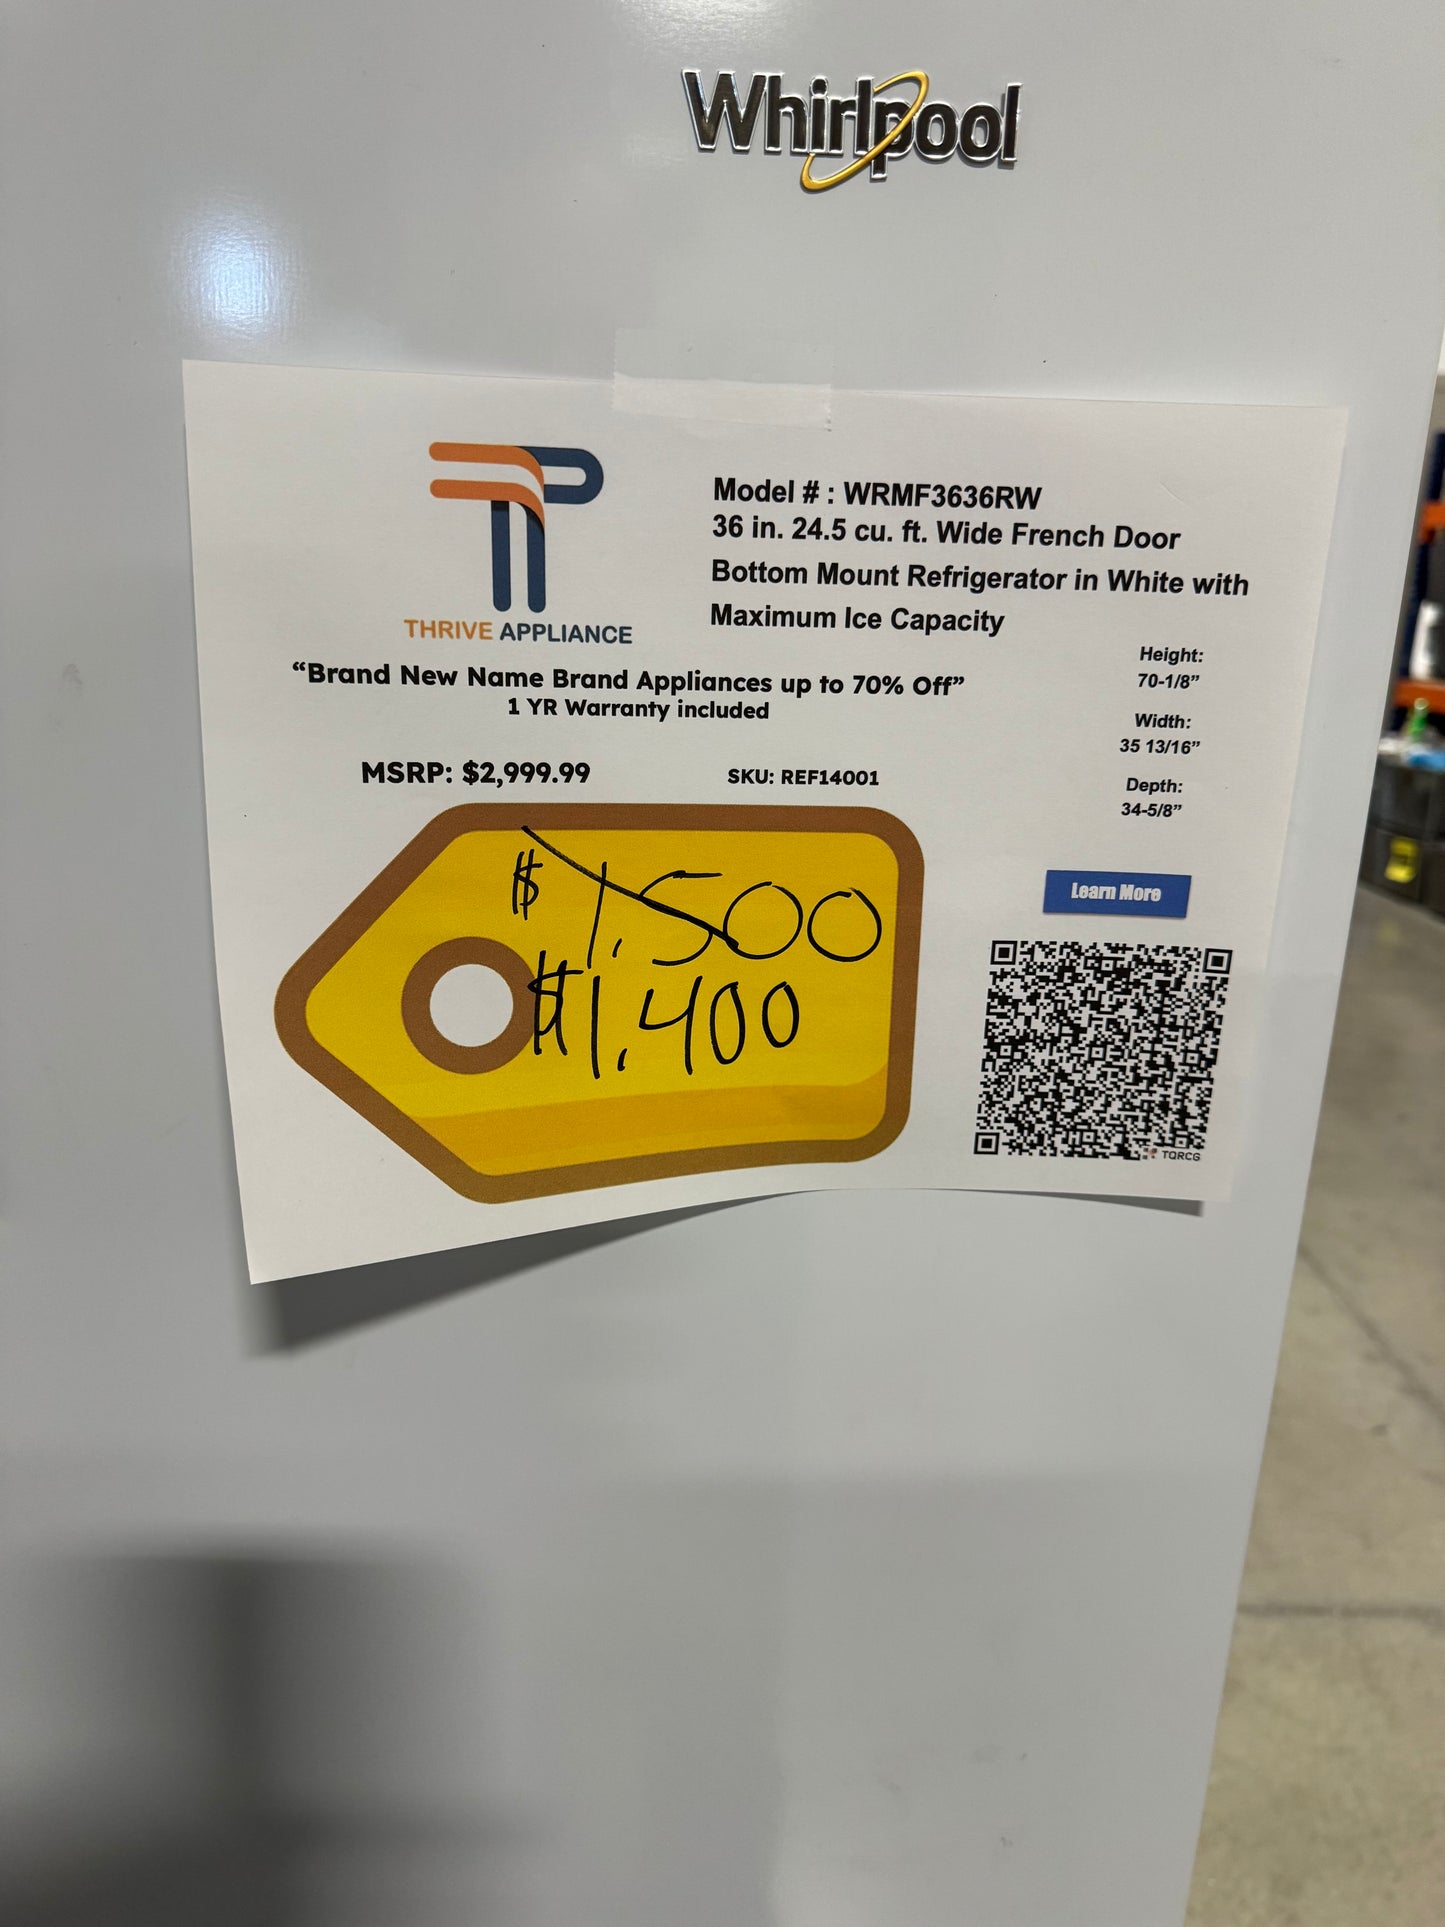 Whirlpool
THRIVE APPLIANCE
Model # : WRMF3636RW
36 in. 24.5 cu. ft. Wide French Door
Bottom Mount Refrigerator in White with
Maximum Ice Capacity
“Brand New Name Brand Appliances up to 70% Off”
1 YR Warranty included
MSRP: $2,999.99
SKU: REF14001
Height:
70-1/8”
Width:
35 13/16”
Depth:
34-5/8”
$1,500
$1,400
Learn More
TQRCG